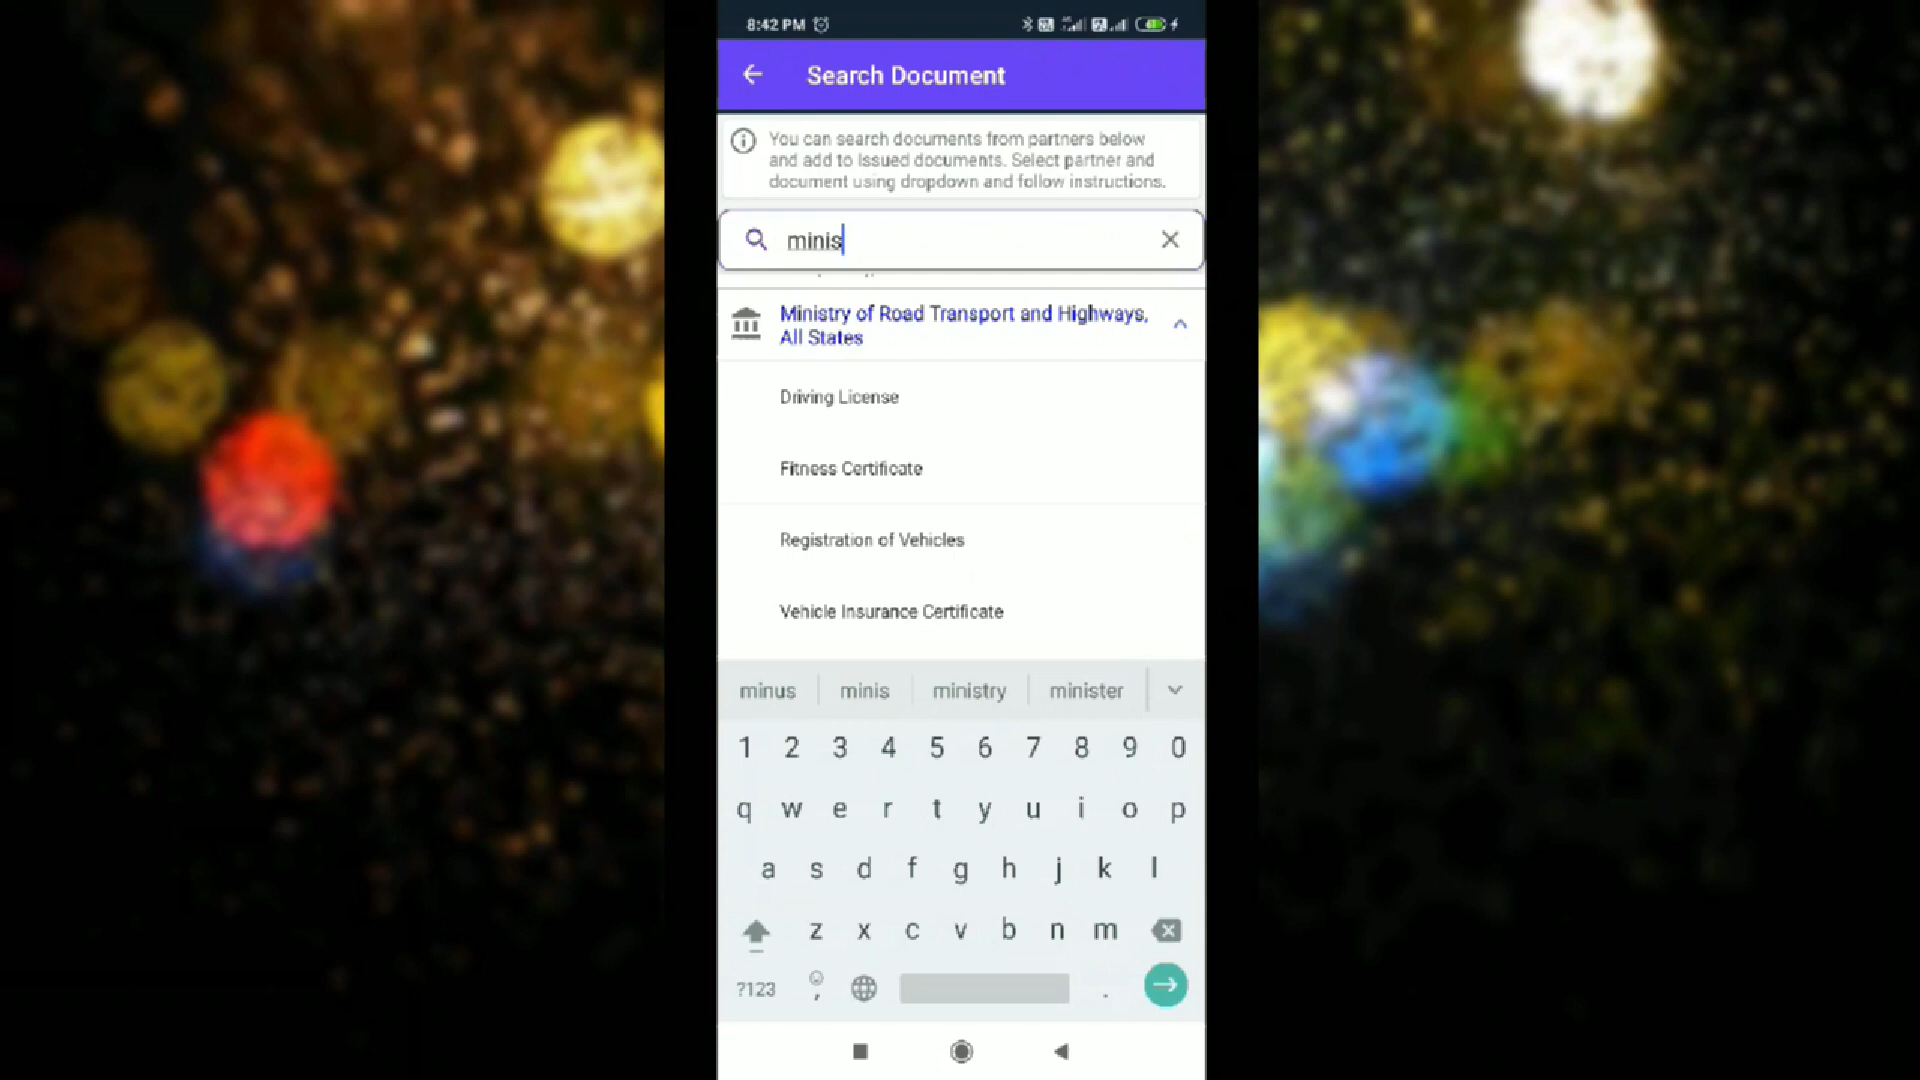 8:42 PM
Search Document
You can search documents from partners below
and add to Issued documents. Select partner and
document using dropdown and follow instructions.
minis
Ministry of Road Transport and Highways,
All States
Driving License
Fitness Certificate
Registration of Vehicles
Vehicle Insurance Certificate
minus minis ministry minister
1 2 3 4 5 6 7 8 9 0
q w e r t y u i o p
a s d f g h j k l
z x c v b n m
?123 , .